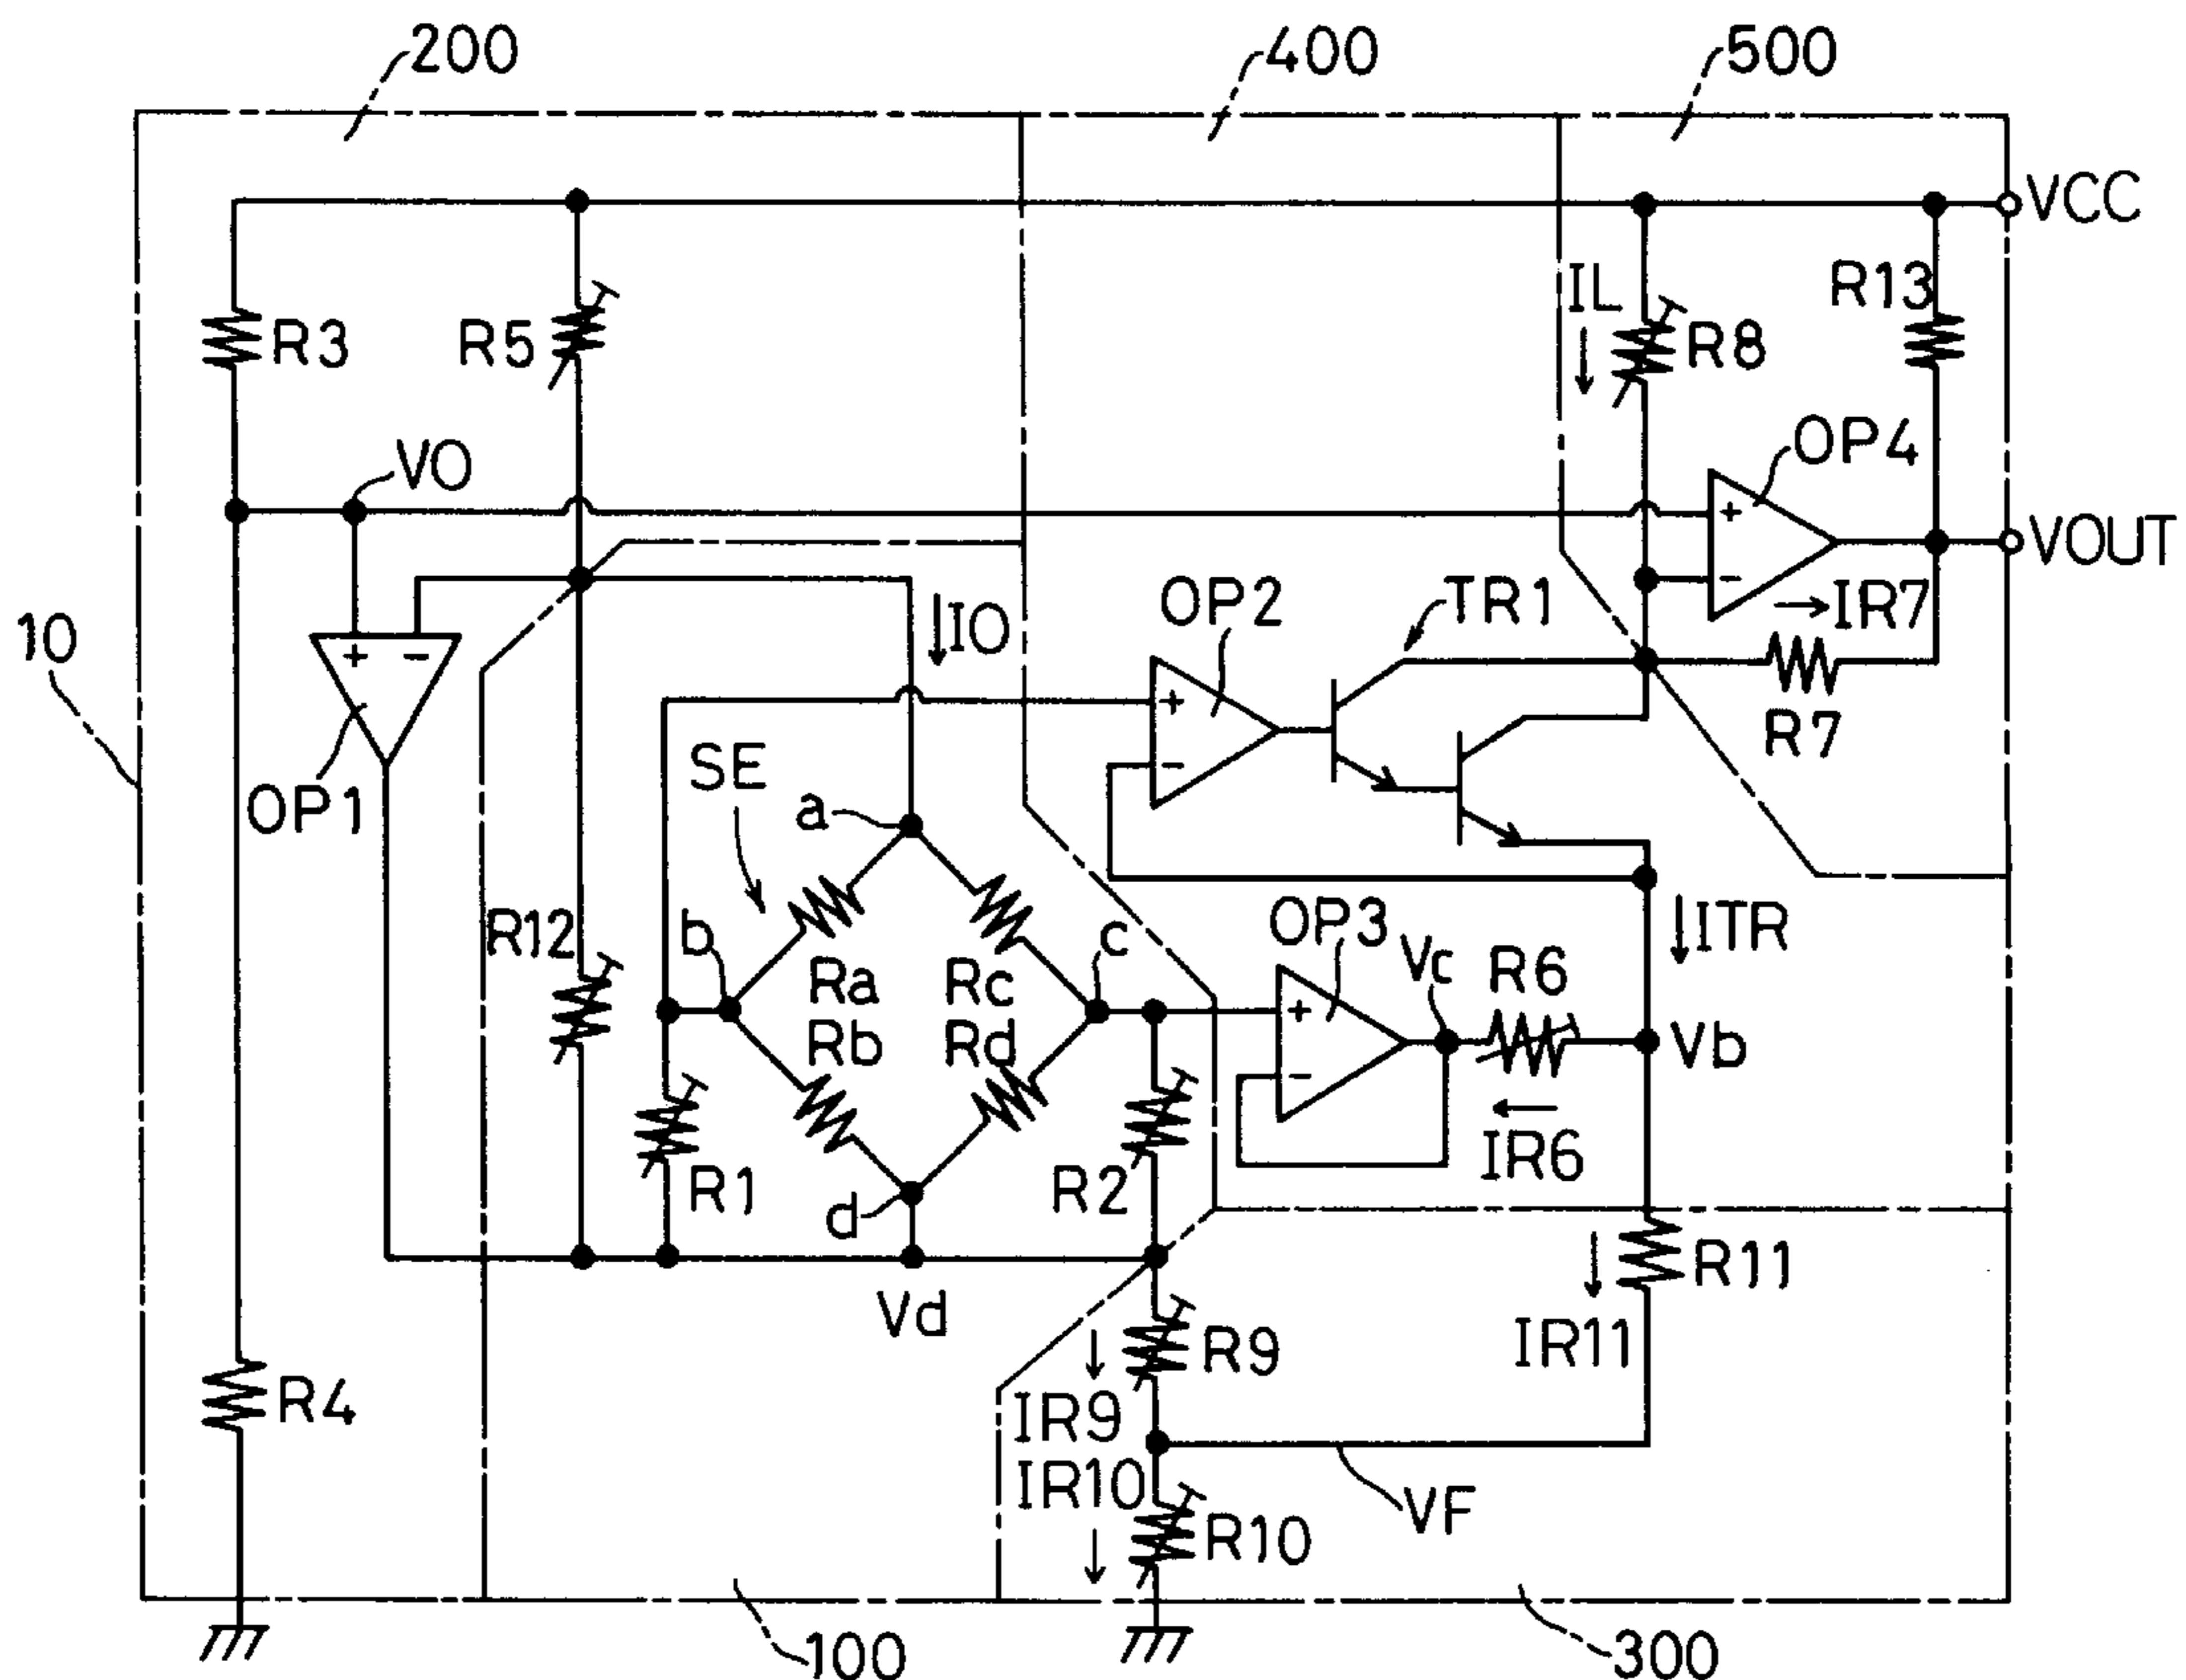 200
400
500
VCC
IL
R13
R3
R5
R8
OP4
VO
+
VOUT
-
OP2
TR1
IR7
10
IO
+ -
+
R7
SE
-
a
OP1
R12
b
c
OP3
Vc
R6
ITR
Ra
Rc
+
Vb
Rb
Rd
-
R1
d
R2
IR6
R11
Vd
R9
IR11
IR9
R4
IR10
VF
R10
100
300